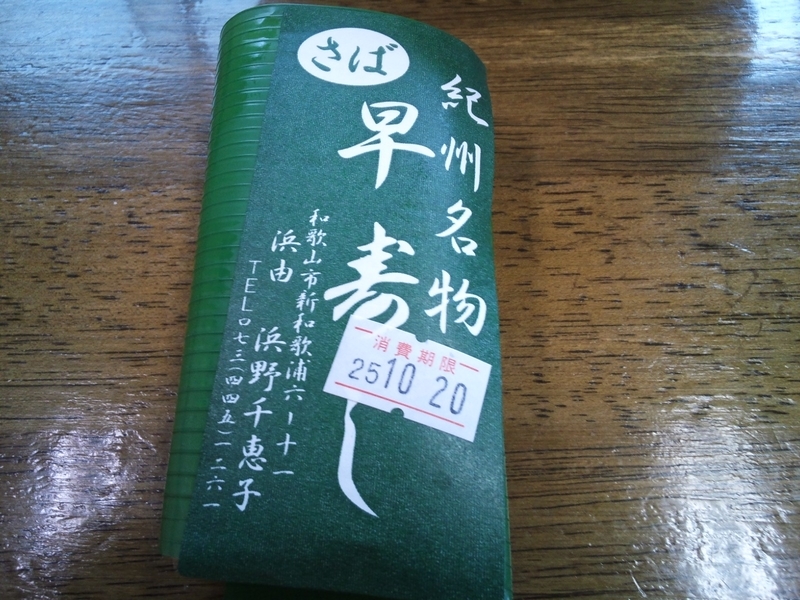 紀州名物
さば
早寿し
和歌山市新和歌浦六ー十一
浜由 浜野千恵子
TEL〇七三(四四五)一二六一
消費期限
25 10 20